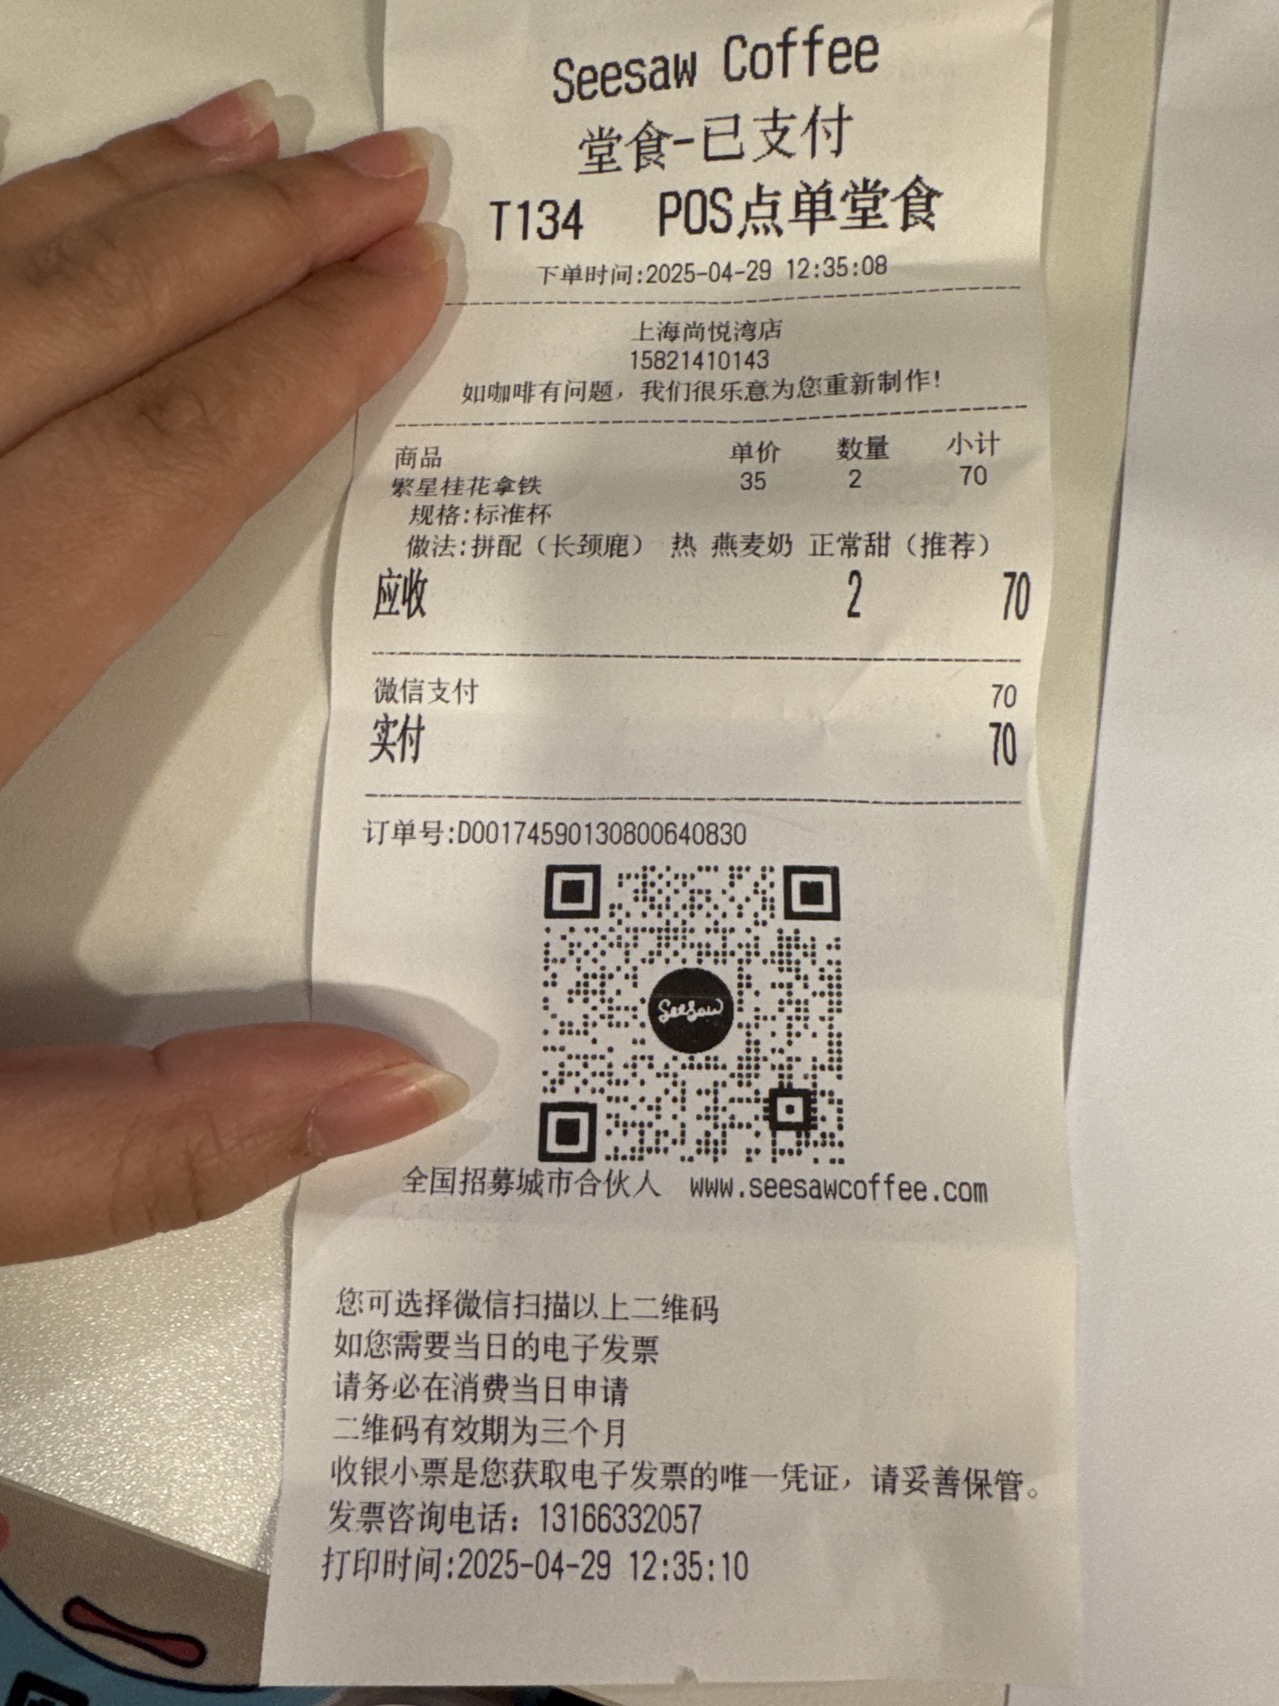 Seesaw Coffee
堂食-已支付
T134 POS点单堂食
下单时间:2025-04-29 12:35:08
上海尚悦湾店
15821410143
如咖啡有问题，我们很乐意为您重新制作!
商品 单价 数量 小计
繁星桂花拿铁 35 2 70
规格:标准杯
做法:拼配（长颈鹿） 热 燕麦奶 正常甜（推荐）
应收 2 70
微信支付 70
实付 70
订单号:D00174590130800640830
Seesaw
全国招募城市合伙人 www.seesawcoffee.com
您可选择微信扫描以上二维码
如您需要当日的电子发票
请务必在消费当日申请
二维码有效期为三个月
收银小票是您获取电子发票的唯一凭证，请妥善保管。
发票咨询电话：13166332057
打印时间:2025-04-29 12:35:10